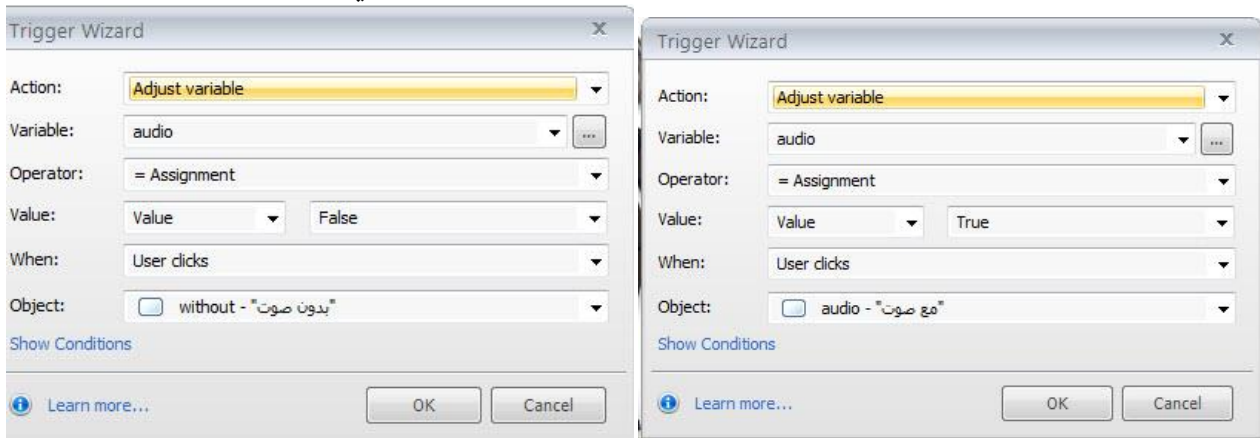 Trigger Wizard X
Action: Adjust variable
Variable: audio ...
Operator: = Assignment
Value: Value False
When: User clicks
Object: without - "بدون صوت"
Show Conditions
Learn more... OK Cancel
Trigger Wizard X
Action: Adjust variable
Variable: audio ...
Operator: = Assignment
Value: Value True
When: User clicks
Object: audio - "مع صوت"
Show Conditions
Learn more... OK Cancel